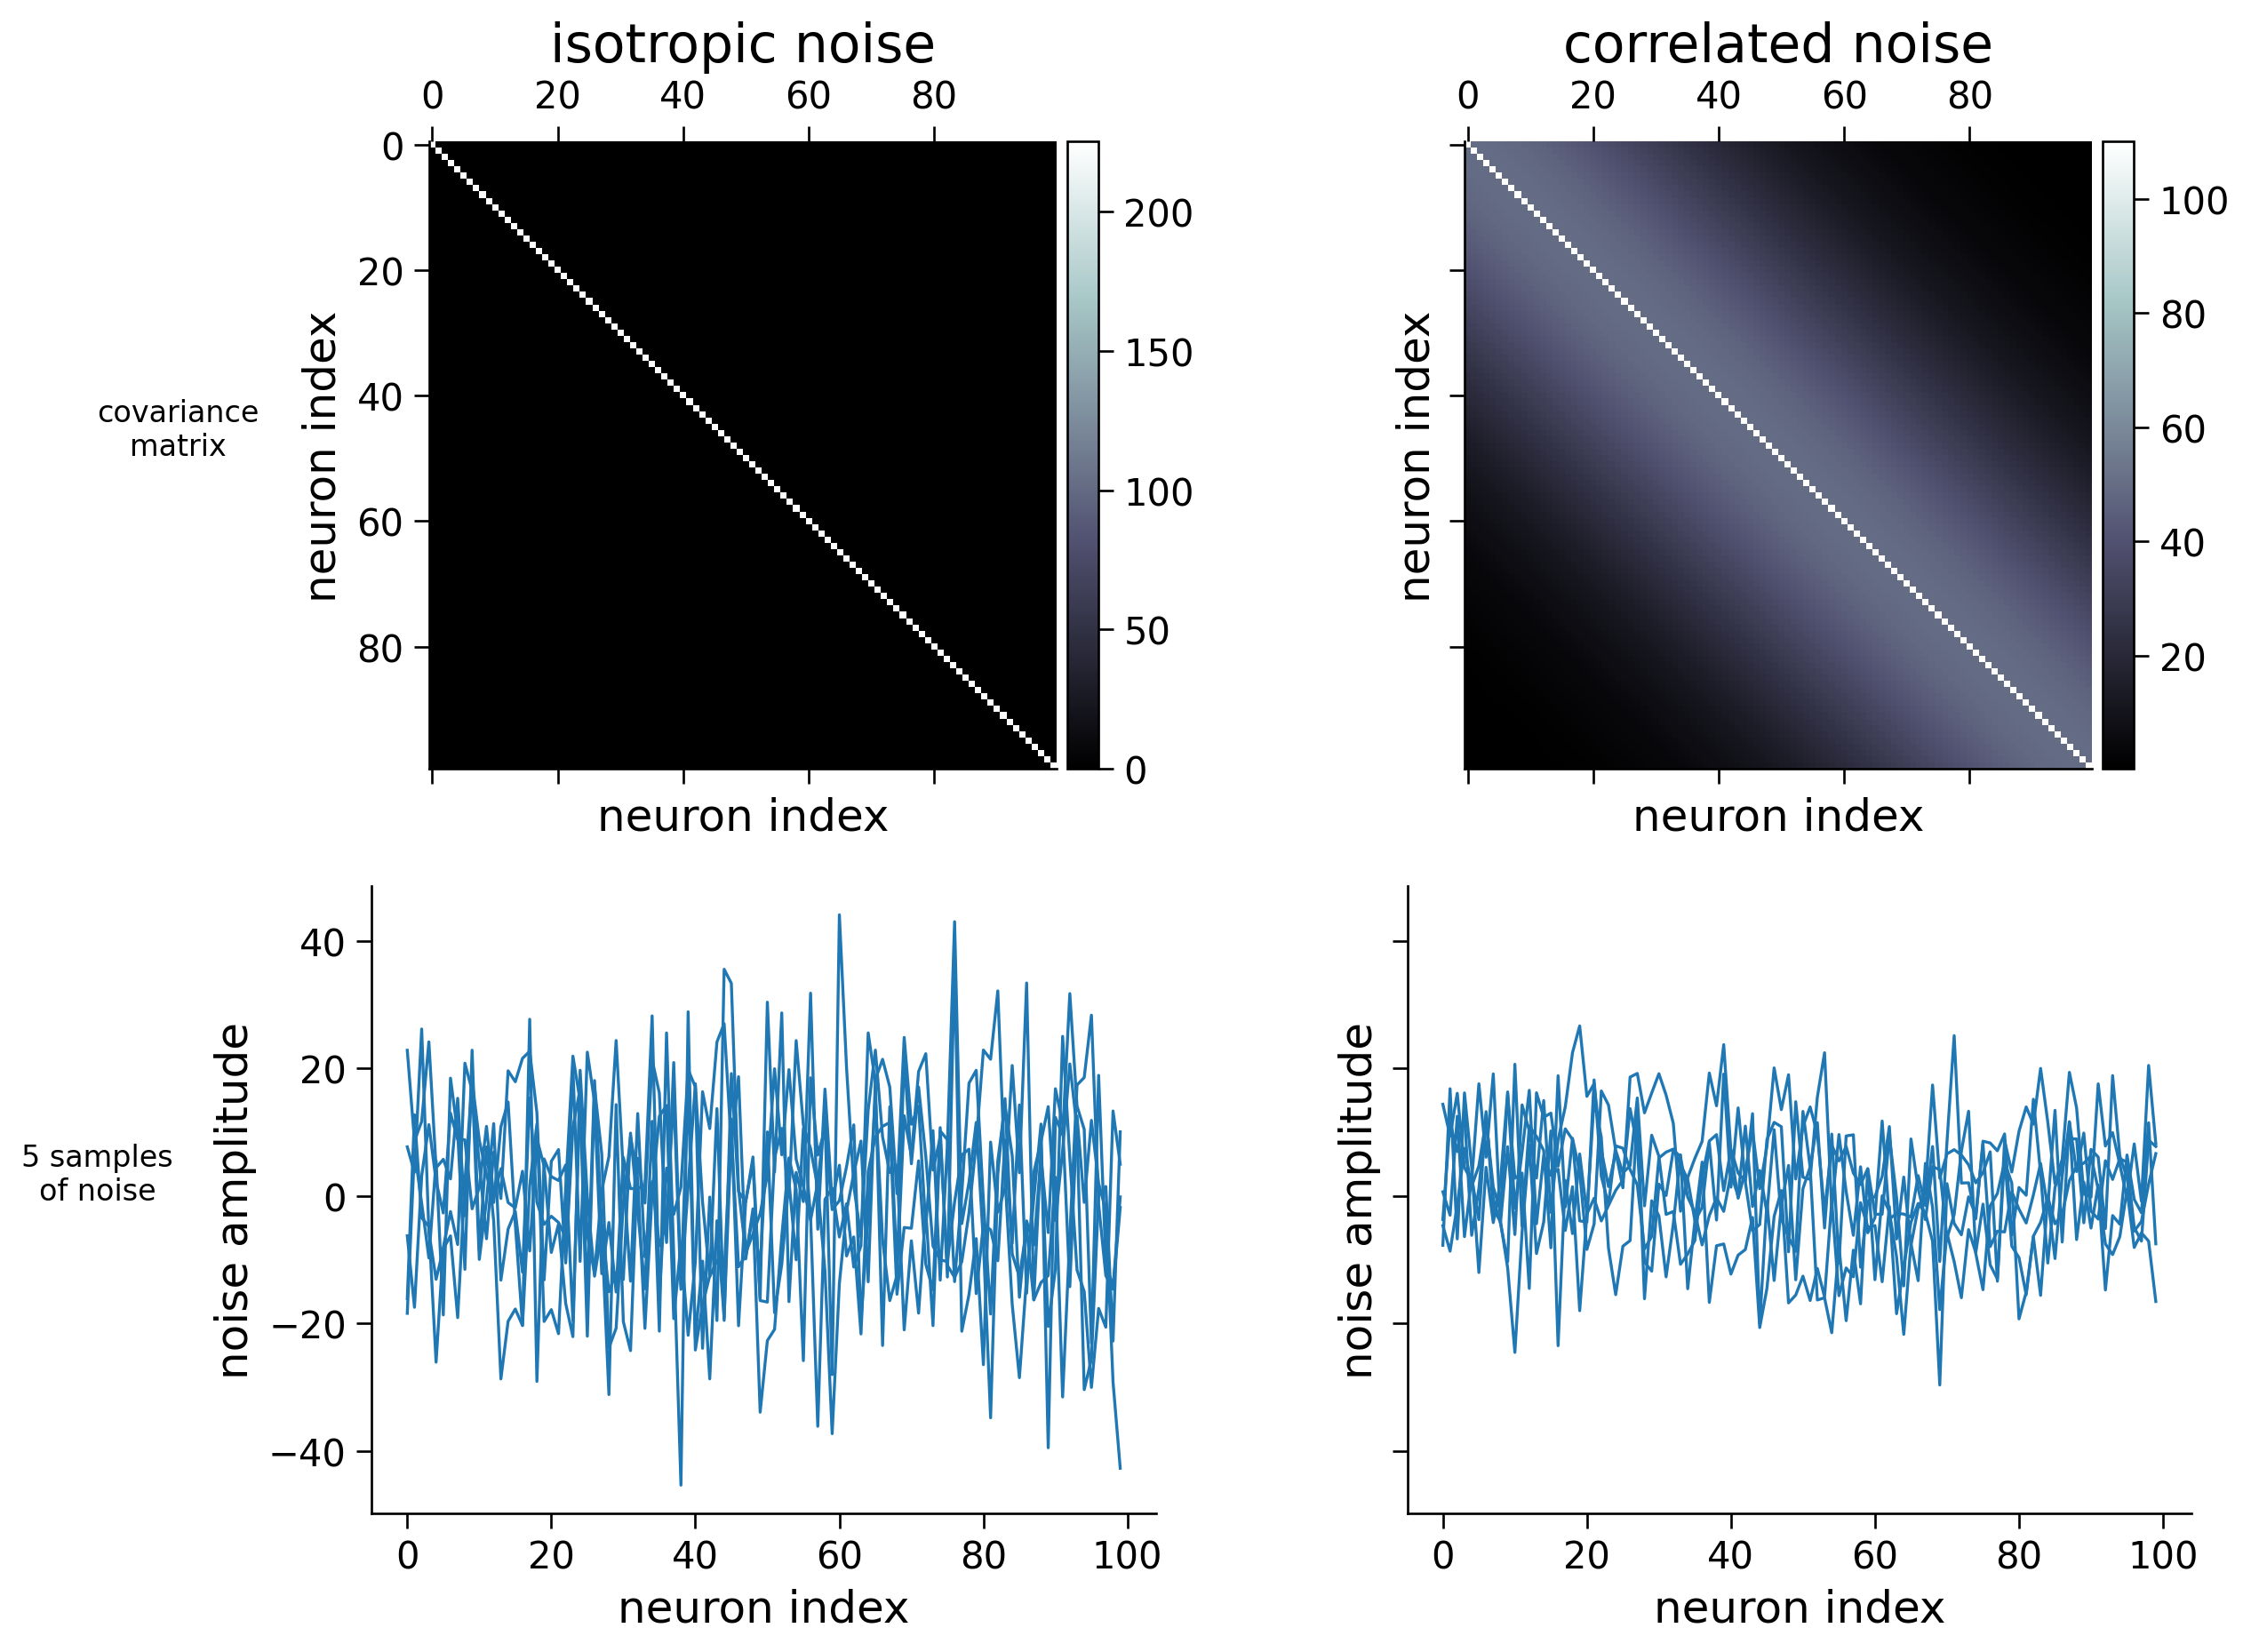 isotropic noise
0 20 40 60 80
0
20
40
60
80
neuron index
neuron index
200
150
100
50
0
covariance
matrix
correlated noise
0 20 40 60 80
neuron index
neuron index
100
80
60
40
20
5 samples
of noise
noise amplitude
40
20
0
−20
−40
0 20 40 60 80 100
neuron index
noise amplitude
0 20 40 60 80 100
neuron index